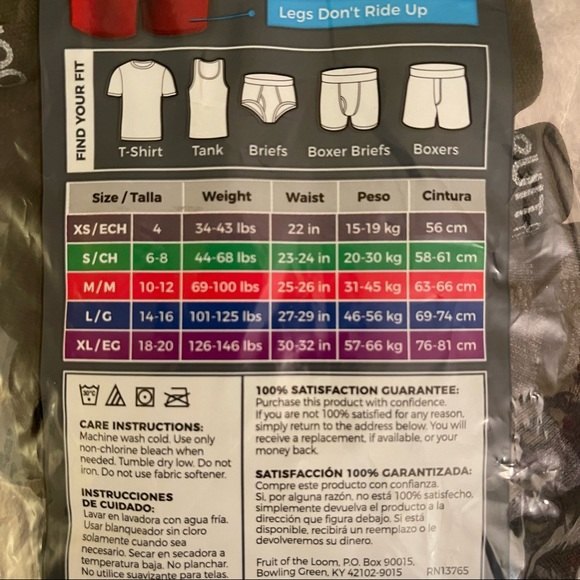 Legs Don't Ride Up
FIND YOUR FIT
T-Shirt Tank Briefs Boxer Briefs Boxers
Size / Talla Weight Waist Peso Cintura
XS/ECH 4 34-43 lbs 22 in 15-19 kg 56 cm
S/CH 6-8 44-68 lbs 23-24 in 20-30 kg 58-61 cm
M/M 10-12 69-100 lbs 25-26 in 31-45 kg 63-66 cm
L/G 14-16 101-125 lbs 27-29 in 46-56 kg 69-74 cm
XL/EG 18-20 126-146 lbs 30-32 in 57-66 kg 76-81 cm
30°C
CARE INSTRUCTIONS:
Machine wash cold. Use only
non-chlorine bleach when
needed. Tumble dry low. Do not
iron. Do not use fabric softener.
INSTRUCCIONES
DE CUIDADO:
Lavar en lavadora con agua fría.
Usar blanqueador sin cloro
solamente cuando sea
necesario. Secar en secadora a
temperatura baja. No planchar.
No utilice suavizante para telas.
100% SATISFACTION GUARANTEE:
Purchase this product with confidence.
If you are not 100% satisfied for any reason,
simply return to the address below. You will
receive a replacement, if available, or your
money back.
SATISFACCIÓN 100% GARANTIZADA:
Compre este producto con confianza.
Si, por alguna razón, no está 100% satisfecho,
simplemente devuelva el producto a la
dirección que figura debajo. Si está
disponible, recibirá un reemplazo o le
devolveremos su dinero.
Fruit of the Loom, P.O. Box 90015,
Bowling Green, KY 42102-9015 RN13765